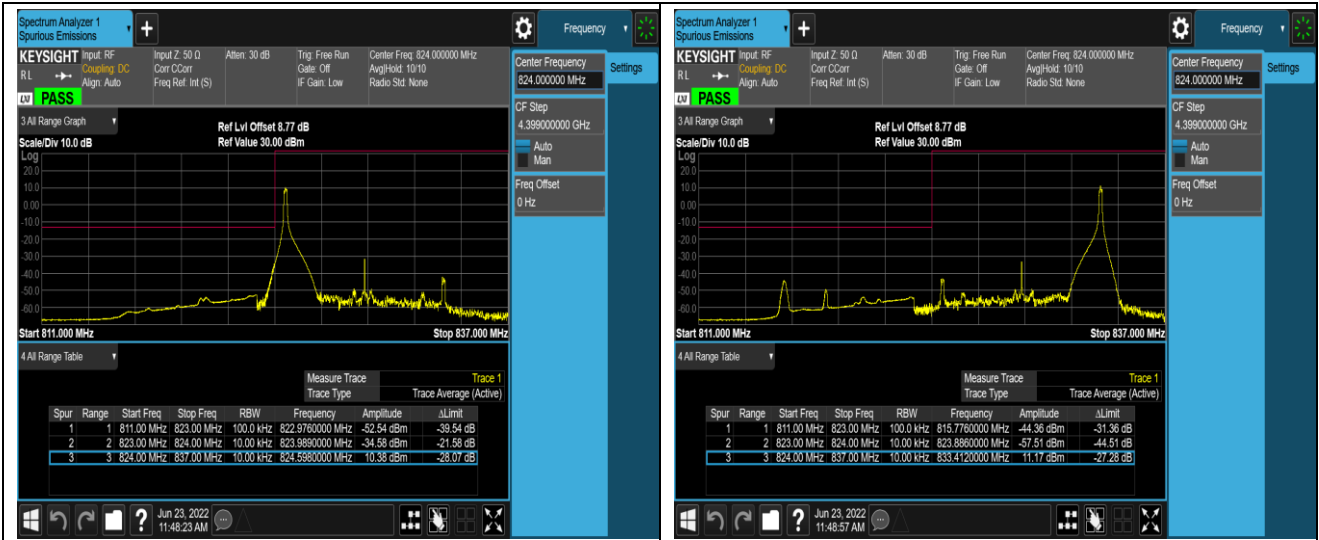 Spectrum Analyzer 1
Spurious Emissions
Frequency
KEYSIGHT Input: RF Input Z: 50 Ω Atten: 30 dB Trig: Free Run Center Freq: 824.000000 MHz
Coupling: DC Corr CCorr Gate: Off Avg|Hold: 10/10
RL Align: Auto Freq Ref: Int (S) IF Gain: Low Radio Std: None
LXI PASS
3 All Range Graph
Ref Lvl Offset 8.77 dB
Scale/Div 10.0 dB Ref Value 30.00 dBm
Log
20.0
10.0
0.00
-10.0
-20.0
-30.0
-40.0
-50.0
-60.0
Start 811.000 MHz Stop 837.000 MHz
4 All Range Table
Measure Trace Trace 1
Trace Type Trace Average (Active)
Spur Range Start Freq Stop Freq RBW Frequency Amplitude ΔLimit
1 1 811.00 MHz 823.00 MHz 100.0 kHz 822.9760000 MHz -52.54 dBm -39.54 dB
2 2 823.00 MHz 824.00 MHz 10.00 kHz 823.9890000 MHz -34.58 dBm -21.58 dB
3 3 824.00 MHz 837.00 MHz 10.00 kHz 824.5980000 MHz 10.38 dBm -28.07 dB
Jun 23, 2022
11:48:23 AM
Center Frequency
824.000000 MHz
Settings
CF Step
4.399000000 GHz
Auto
Man
Freq Offset
0 Hz
Spectrum Analyzer 1
Spurious Emissions
Frequency
KEYSIGHT Input: RF Input Z: 50 Ω Atten: 30 dB Trig: Free Run Center Freq: 824.000000 MHz
Coupling: DC Corr CCorr Gate: Off Avg|Hold: 10/10
RL Align: Auto Freq Ref: Int (S) IF Gain: Low Radio Std: None
LXI PASS
3 All Range Graph
Ref Lvl Offset 8.77 dB
Scale/Div 10.0 dB Ref Value 30.00 dBm
Log
20.0
10.0
0.00
-10.0
-20.0
-30.0
-40.0
-50.0
-60.0
Start 811.000 MHz Stop 837.000 MHz
4 All Range Table
Measure Trace Trace 1
Trace Type Trace Average (Active)
Spur Range Start Freq Stop Freq RBW Frequency Amplitude ΔLimit
1 1 811.00 MHz 823.00 MHz 100.0 kHz 815.7760000 MHz -44.36 dBm -31.36 dB
2 2 823.00 MHz 824.00 MHz 10.00 kHz 823.8860000 MHz -57.51 dBm -44.51 dB
3 3 824.00 MHz 837.00 MHz 10.00 kHz 833.4120000 MHz 11.17 dBm -27.28 dB
Jun 23, 2022
11:48:57 AM
Center Frequency
824.000000 MHz
Settings
CF Step
4.399000000 GHz
Auto
Man
Freq Offset
0 Hz